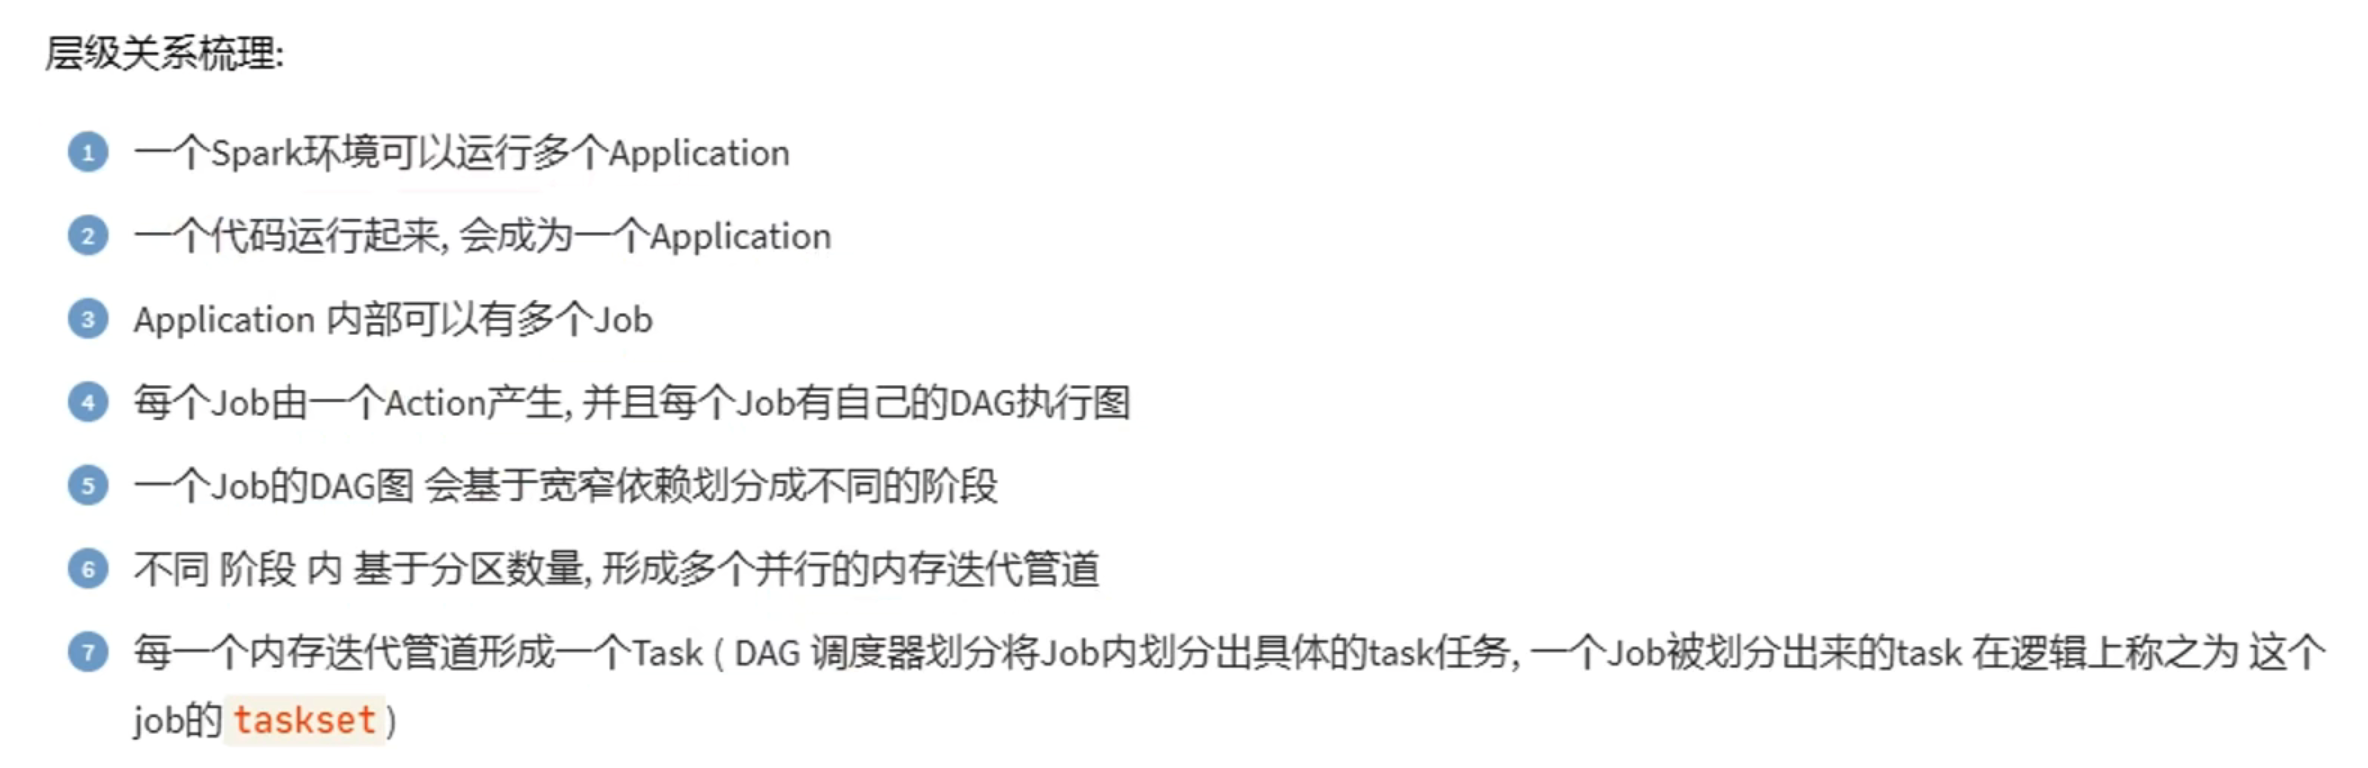 层级关系梳理:
1 一个Spark环境可以运行多个Application
2 一个代码运行起来, 会成为一个Application
3 Application 内部可以有多个Job
4 每个Job由一个Action产生, 并且每个Job有自己的DAG执行图
5 一个Job的DAG图 会基于宽窄依赖划分成不同的阶段
6 不同 阶段 内 基于分区数量, 形成多个并行的内存迭代管道
7 每一个内存迭代管道形成一个Task ( DAG 调度器划分将Job内划分出具体的task任务, 一个Job被划分出来的task 在逻辑上称之为 这个
job的 taskset )